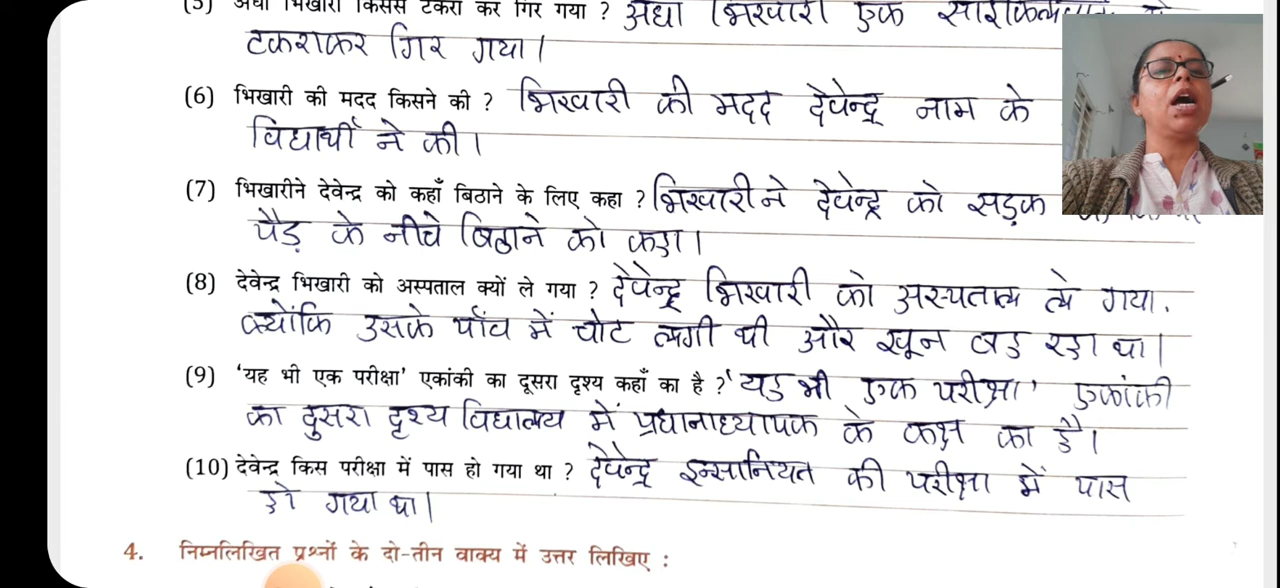 (5) अंधा भिखारी किससे टकरा कर गिर गया ? अंधा भिखारी एक
टकराकर गिर गया।
(6) भिखारी की मदद किसने की ? भिखारी की मदद देवेन्द्र नाम के
विद्यार्थी ने की।
(7) भिखारीने देवेन्द्र को कहाँ बिठाने के लिए कहा ? भिखारी ने देवेन्द्र को सड़क
पैड़ के नीचे बिठाने को कहा।
(8) देवेन्द्र भिखारी को अस्पताल क्यों ले गया ? देवेन्द्र भिखारी को अस्पताल ले गया.
क्योंकि उसके पाँव में चोट लगी थी और खून बह रहा था।
(9) 'यह भी एक परीक्षा' एकांकी का दूसरा दृश्य कहाँ का है ? 'यह भी एक परीक्षा' एकांकी
का दुसरा दृश्य विद्यालय में प्रधानाध्यापक के कक्ष का है।
(10) देवेन्द्र किस परीक्षा में पास हो गया था ? देवेन्द्र इन्सानियत की परीक्षा में पास
हो गया था।
4. निम्नलिखित प्रश्नों के दो-तीन वाक्य में उत्तर लिखिए :